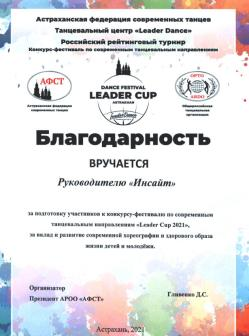 Астраханская федерация современных танцев
Танцевальный центр «Leader Dance»
Российский рейтинговый турнир
Конкурс-фестиваль по современным танцевальным направлениям
АФСТ
Астраханская федерация
современных танцев
DANCE FESTIVAL
LEADER CUP
ASTRAKHAN
Leader Dance
ОРТО
ARDO
Общероссийская
танцевальная
организация
Благодарность
ВРУЧАЕТСЯ
Руководителю «Инсайт»
за подготовку участников к конкурсу-фестивалю по современным
танцевальным направлениям «Leader Cup 2021»,
за вклад в развитие современной хореографии и здорового образа
жизни детей и молодёжи.
Организатор
Президент АРОО «АФСТ»
Гливенко Д.С.
Астрахань, 2021